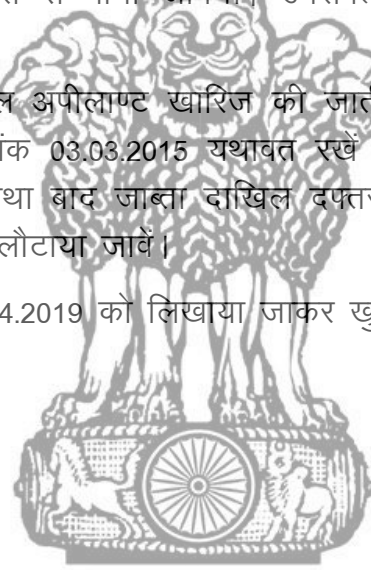 ल अपीलाण्ट खारिज की जार्त
क 03.03.2015 यथावत रखें
था बाद जाब्ता दाखिल दफ्तर
लौटाया जावें।
4.2019 को लिखाया जाकर खु